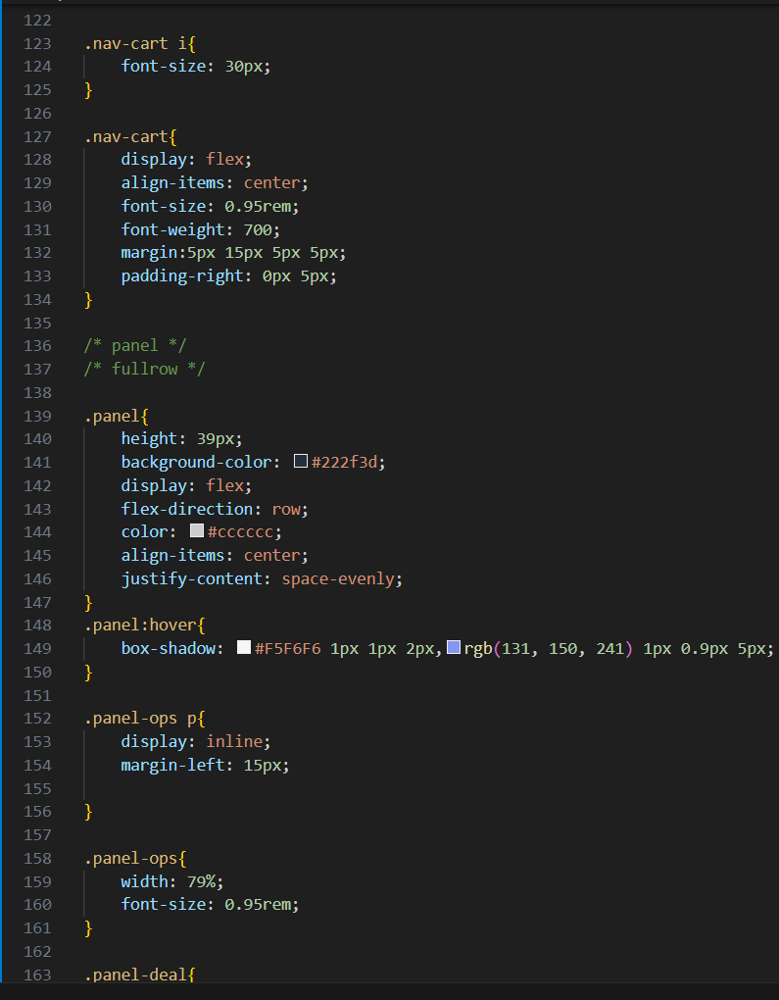 122
123 .nav-cart i{
124     font-size: 30px;
125 }
126
127 .nav-cart{
128     display: flex;
129     align-items: center;
130     font-size: 0.95rem;
131     font-weight: 700;
132     margin:5px 15px 5px 5px;
133     padding-right: 0px 5px;
134 }
135
136 /* panel */
137 /* fullrow */
138
139 .panel{
140     height: 39px;
141     background-color: #222f3d;
142     display: flex;
143     flex-direction: row;
144     color: #cccccc;
145     align-items: center;
146     justify-content: space-evenly;
147 }
148 .panel:hover{
149     box-shadow: #F5F6F6 1px 1px 2px,rgb(131, 150, 241) 1px 0.9px 5px;
150 }
151
152 .panel-ops p{
153     display: inline;
154     margin-left: 15px;
155
156 }
157
158 .panel-ops{
159     width: 79%;
160     font-size: 0.95rem;
161 }
162
163 .panel-deal{